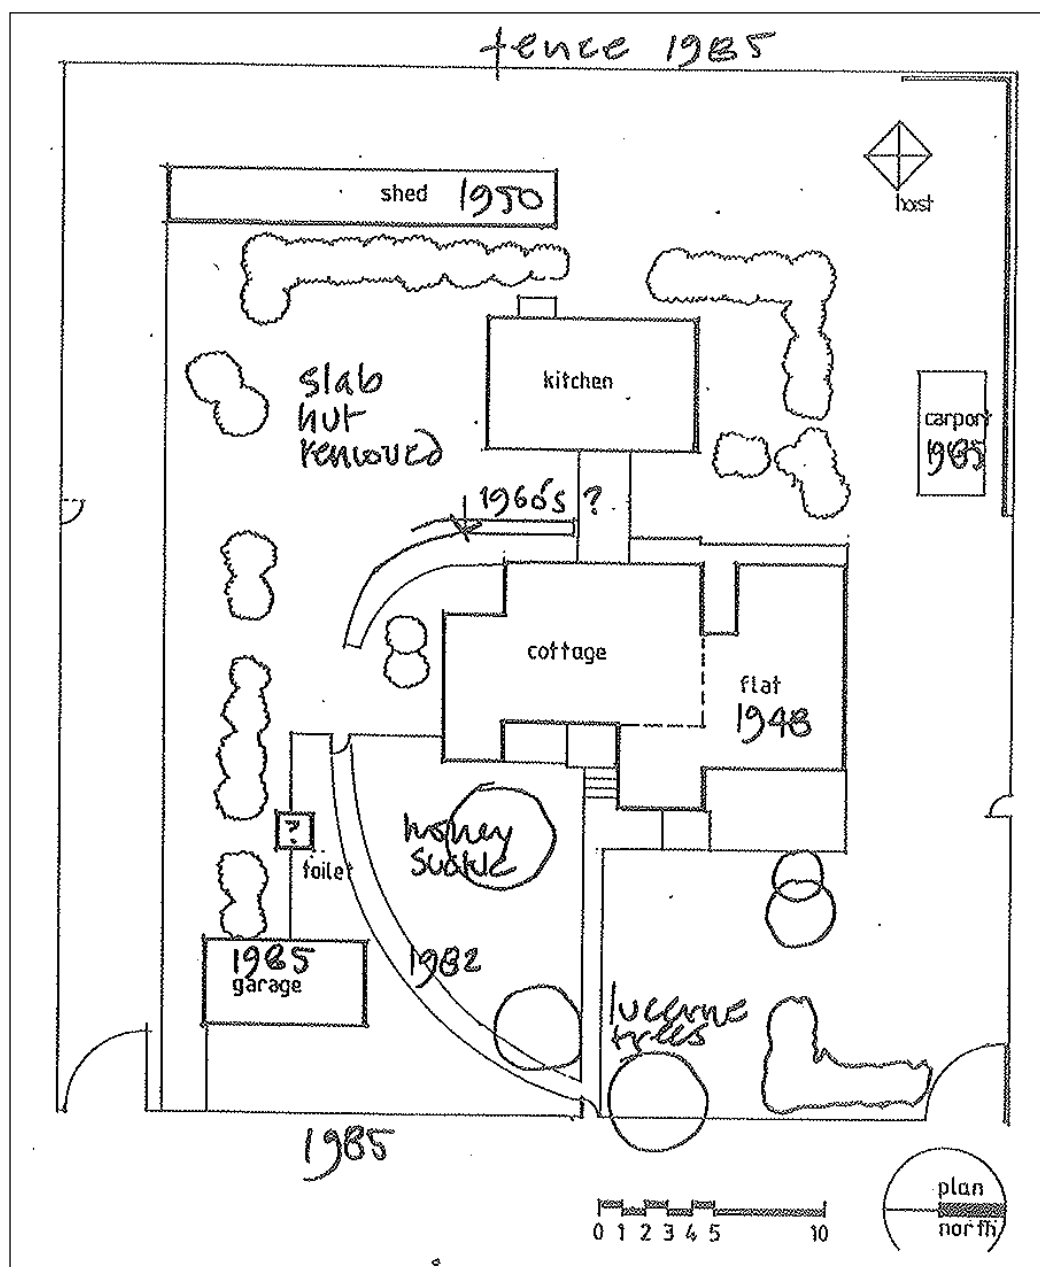 fence 1985
shed 1950
hoist
slab
hut
removed
kitchen
carport
1985
1960's ?
cottage
flat
1948
?
toilet
honey
suckle
1985
garage
1982
lucerne
trees
1985
0 1 2 3 4 5 10
plan
north